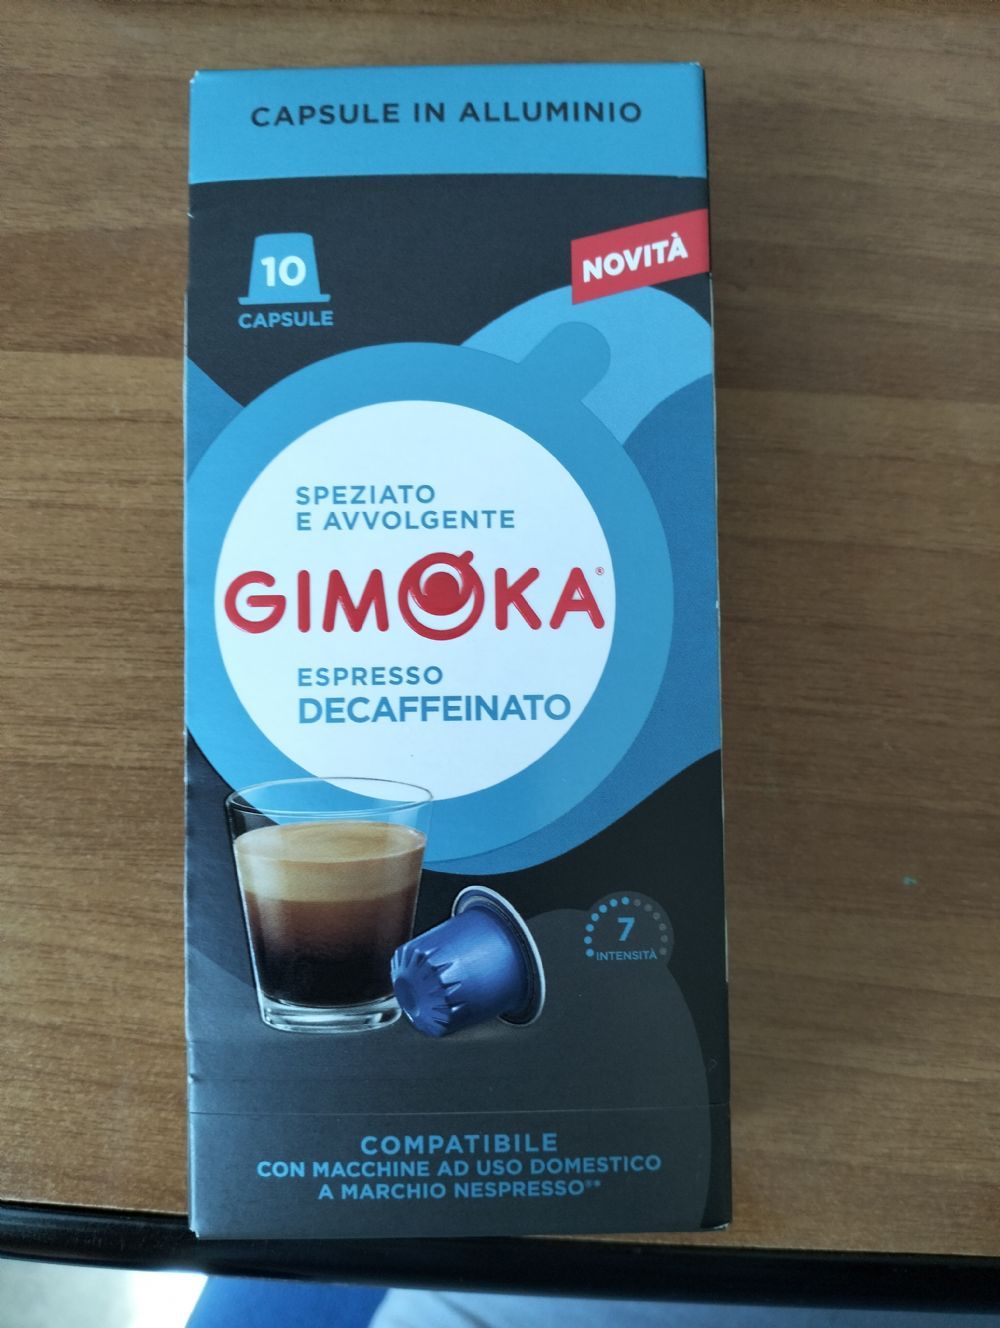 CAPSULE IN ALLUMINIO
NOVITÀ
10
CAPSULE
SPEZIATO
E AVVOLGENTE
GIMOKA®
ESPRESSO
DECAFFEINATO
7
INTENSITÀ
COMPATIBILE
CON MACCHINE AD USO DOMESTICO
A MARCHIO NESPRESSO®*